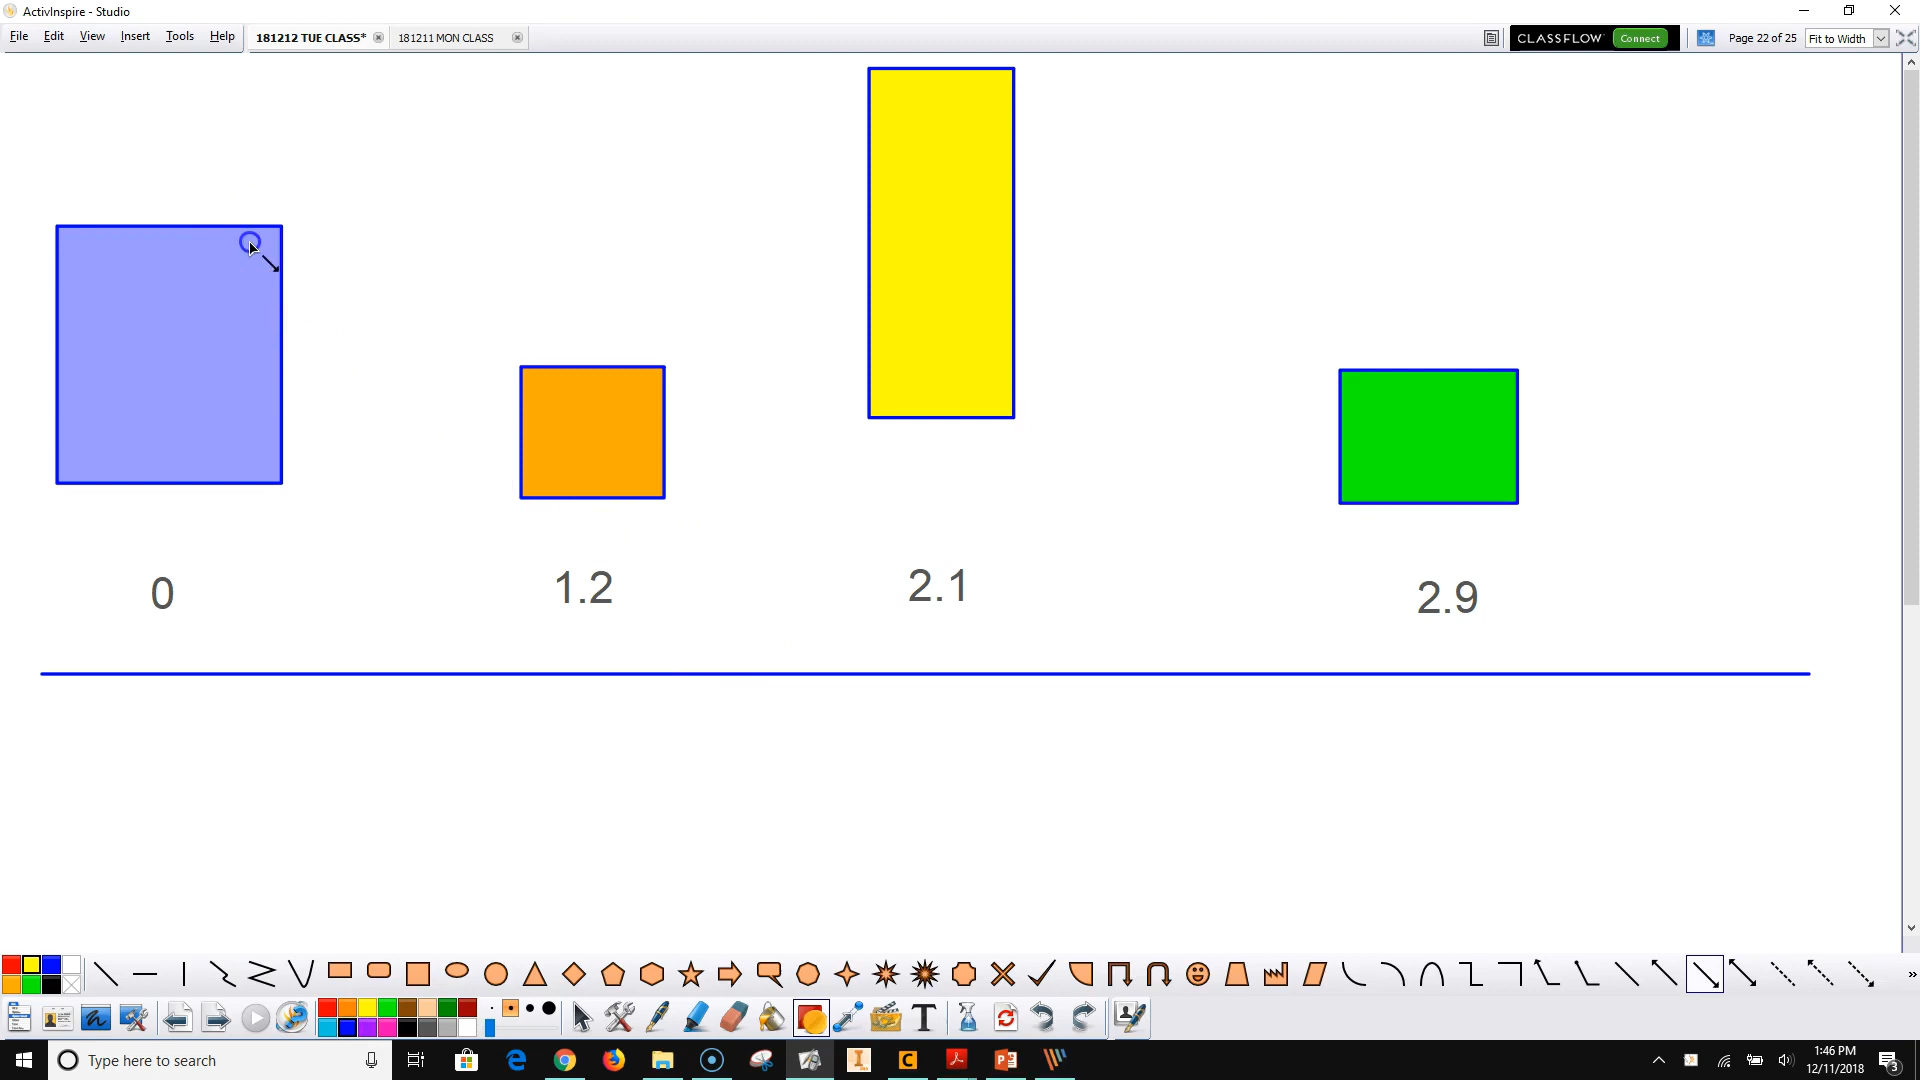 ActivInspire - Studio
File Edit View Insert Tools Help 181212 TUE CLASS* 181211 MON CLASS CLASSFLOW Connect Page 22 of 25 Fit to Width
0 1.2 2.1 2.9
T
Type here to search
1:46 PM
12/11/2018
3